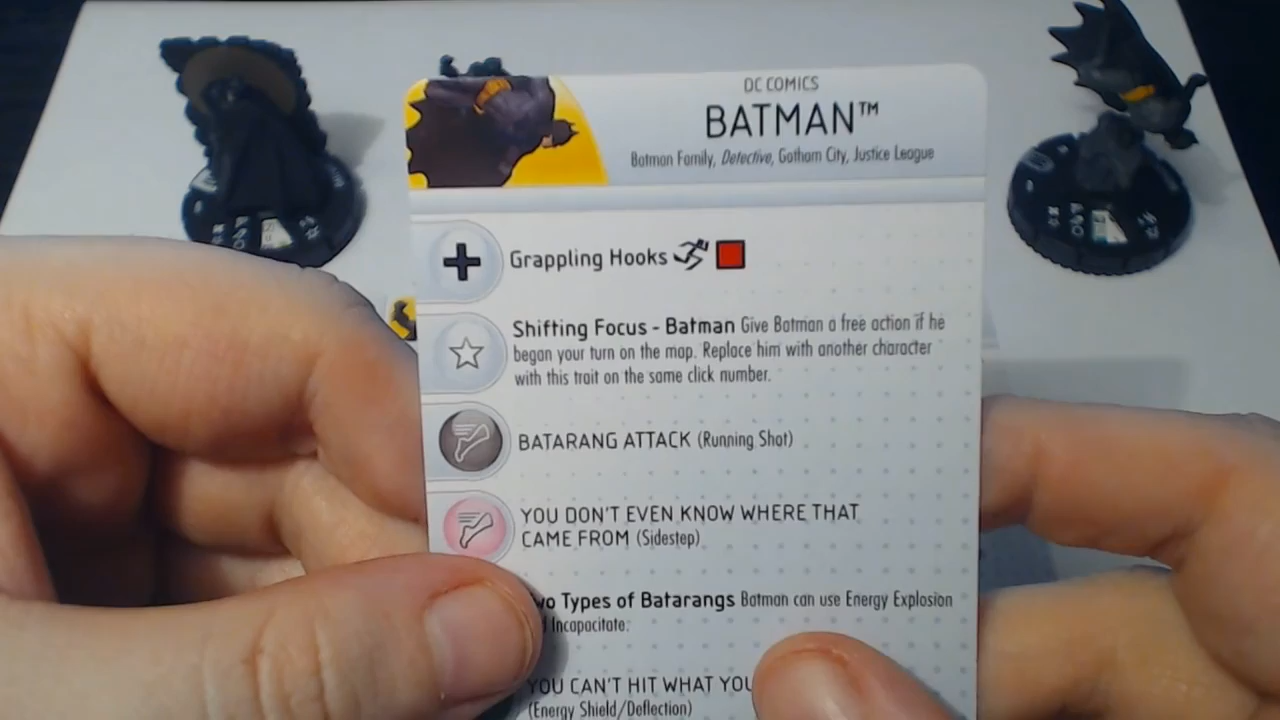 DC COMICS
BATMAN™
Batman Family, Detective, Gotham City, Justice League
Grappling Hooks
Shifting Focus - Batman Give Batman a free action if he
began your turn on the map. Replace him with another character
with this trait on the same click number.
BATARANG ATTACK (Running Shot)
YOU DON'T EVEN KNOW WHERE THAT
CAME FROM (Sidestep)
Types of Batarangs Batman can use Energy Explosion
Incapacitate:
YOU CAN'T HIT WHAT YOU
(Energy Shield/Deflection)